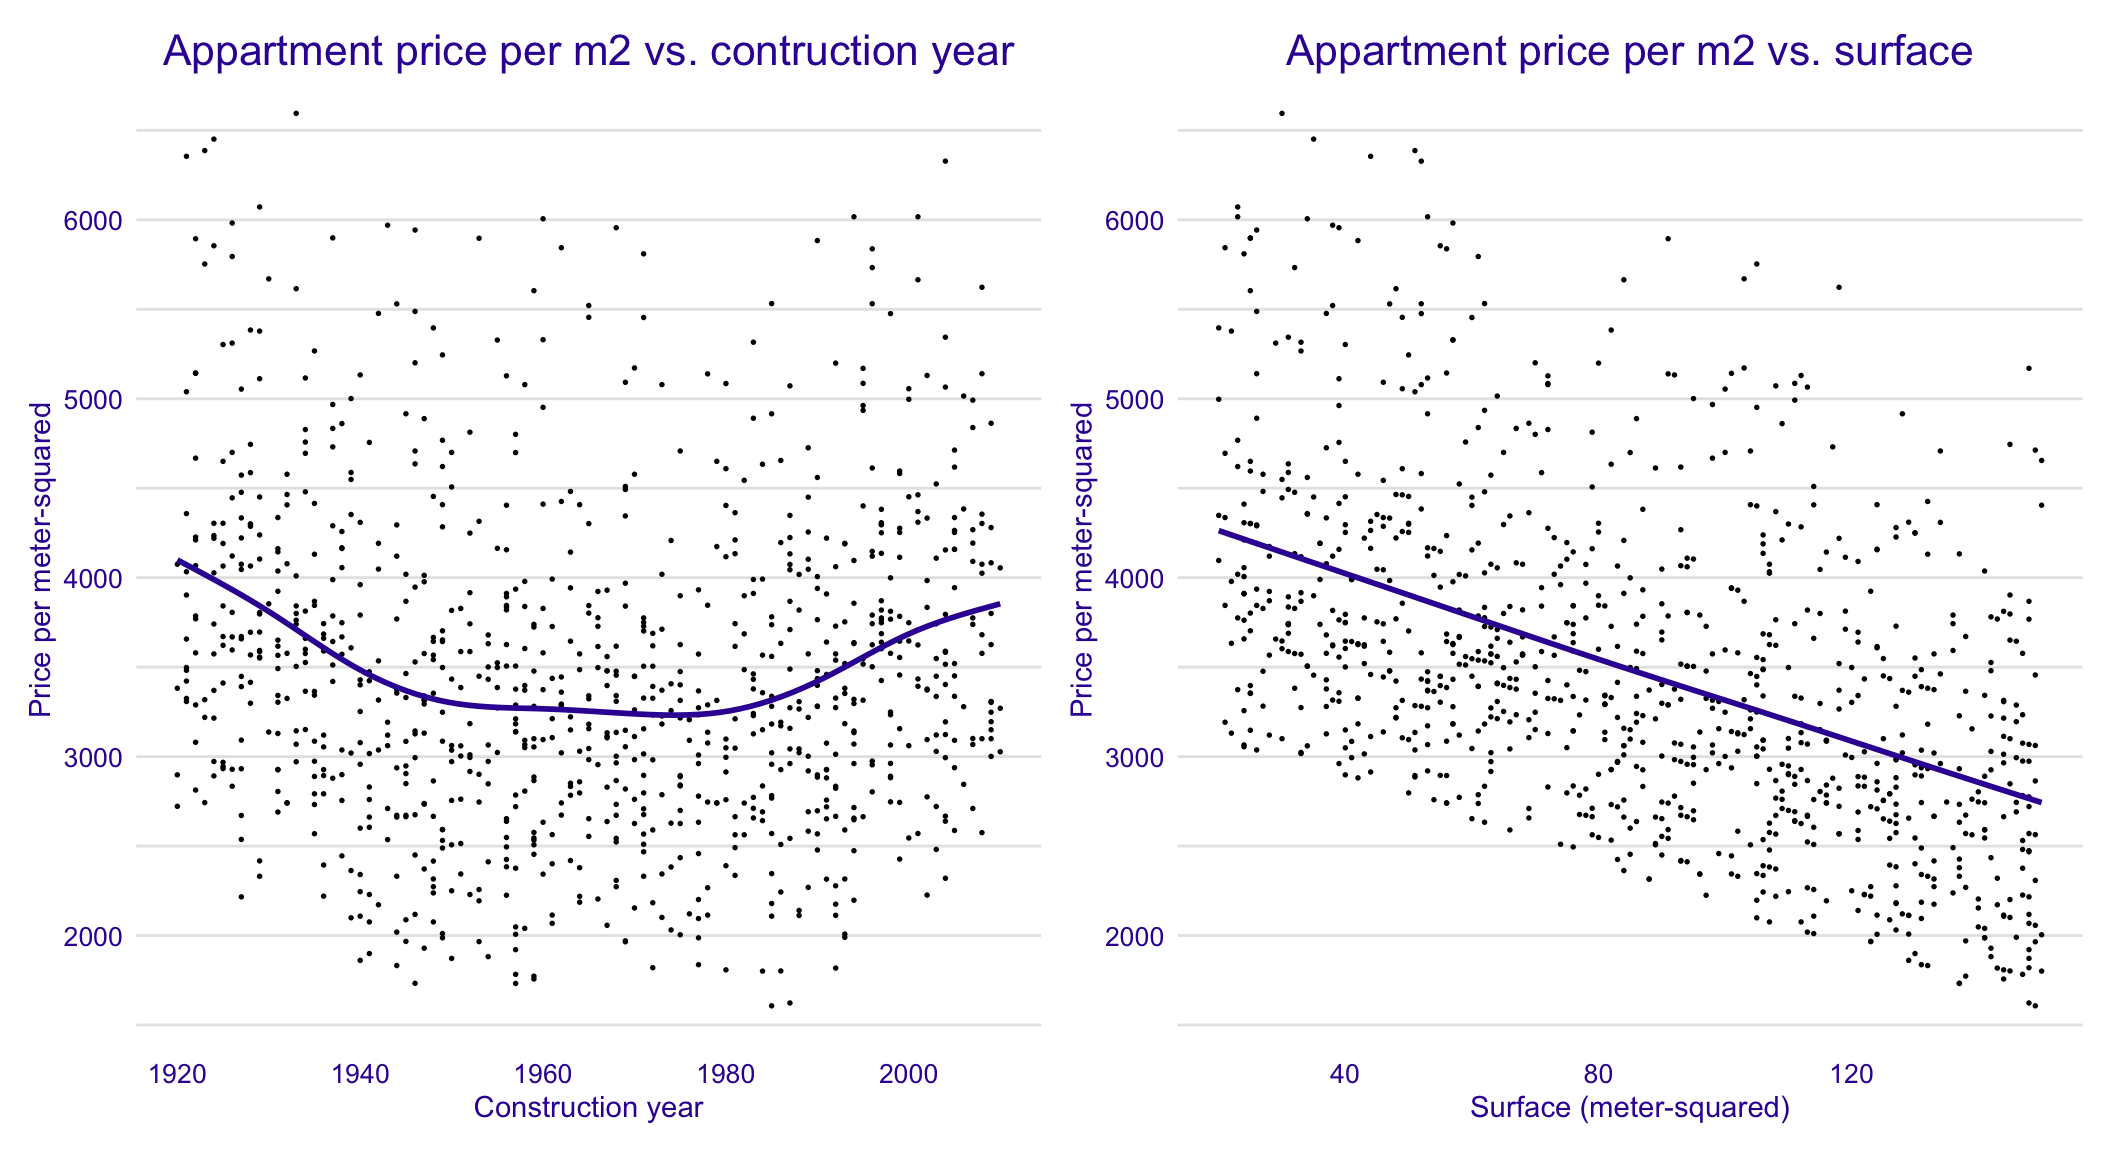 Appartment price per m2 vs. contruction year
Price per meter-squared
6000
5000
4000
3000
2000
1920 1940 1960 1980 2000
Construction year
Appartment price per m2 vs. surface
Price per meter-squared
6000
5000
4000
3000
2000
40 80 120
Surface (meter-squared)